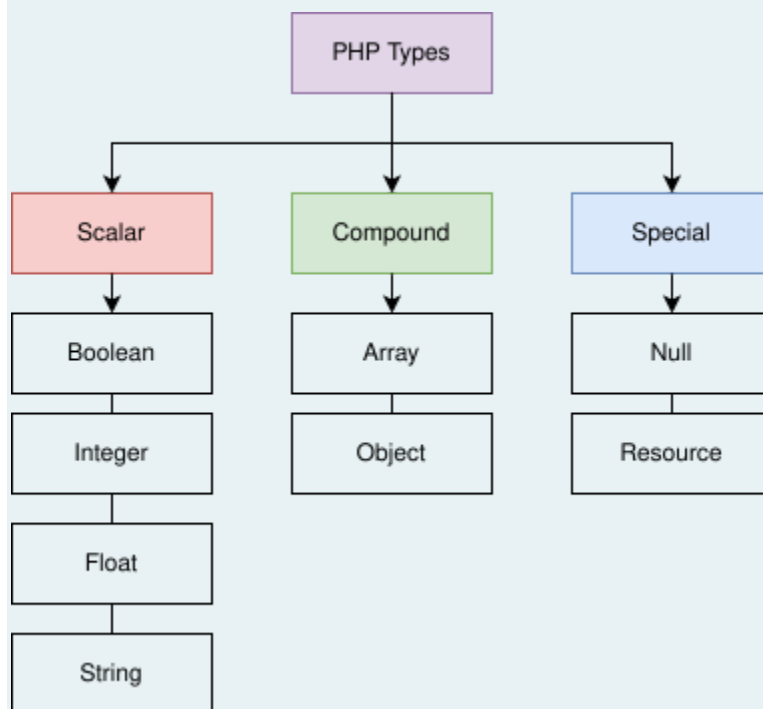 PHP Types
Scalar
Compound
Special
Boolean
Array
Null
Integer
Object
Resource
Float
String